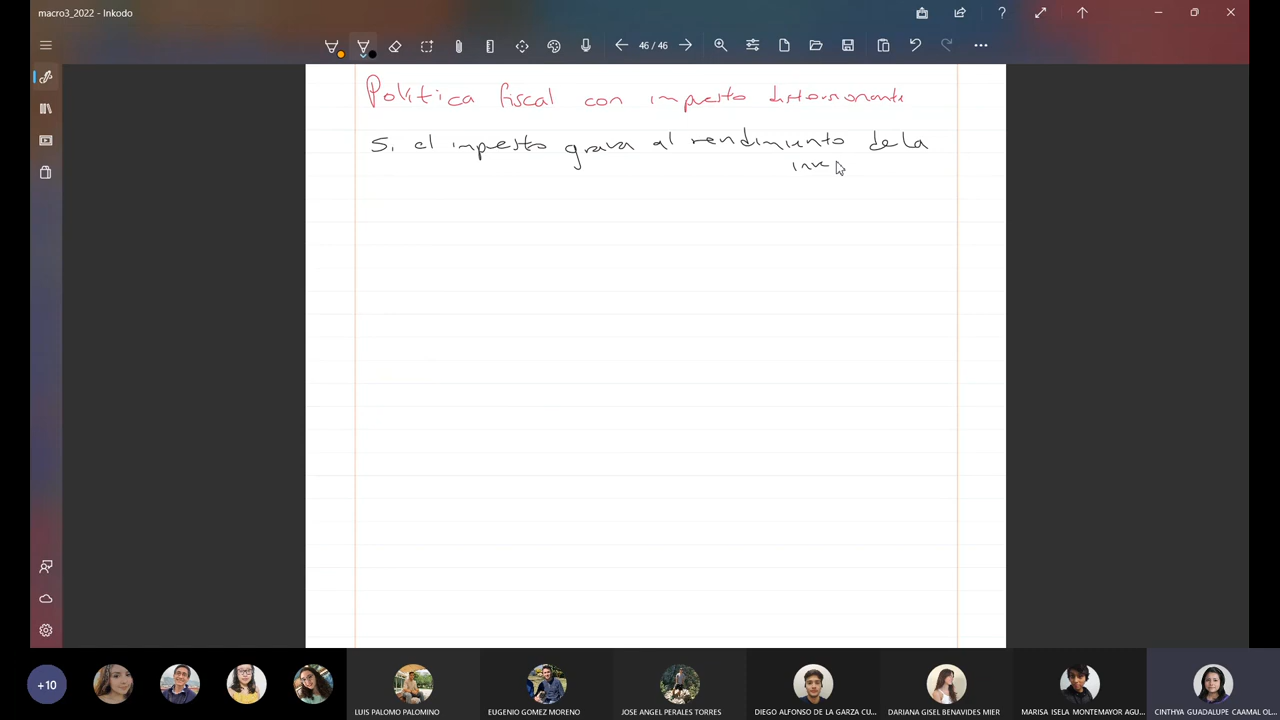 macro3_2022 - Inkodo
46 / 46
Política fiscal con impuesto distorsionante
Si el impuesto grava al rendimiento de la
inve
+10
LUIS PALOMO PALOMINO
EUGENIO GOMEZ MORENO
JOSE ANGEL PERALES TORRES
DIEGO ALFONSO DE LA GARZA CU...
DARIANA GISEL BENAVIDES MIER
MARISA ISELA MONTEMAYOR AGU...
CINTHYA GUADALUPE CAAMAL OL...